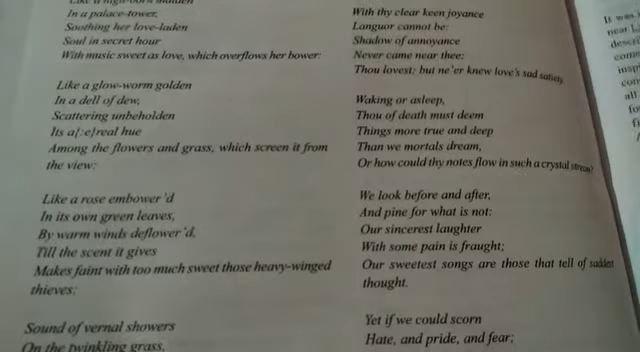 Like a high-born maiden
In a palace-tower,
Soothing her love-laden
Soul in secret hour
With music sweet as love, which overflows her bower:
Like a glow-worm golden
In a dell of dew,
Scattering unbeholden
Its a{:e}real hue
Among the flowers and grass, which screen it from
the view:
Like a rose embower'd
In its own green leaves,
By warm winds deflower'd,
Till the scent it gives
Makes faint with too much sweet those heavy-winged
thieves:
Sound of vernal showers
On the twinkling grass,
With thy clear keen joyance
Languor cannot be:
Shadow of annoyance
Never came near thee:
Thou lovest: but ne'er knew love's sad satiety.
Waking or asleep,
Thou of death must deem
Things more true and deep
Than we mortals dream,
Or how could thy notes flow in such a crystal stream?
We look before and after,
And pine for what is not:
Our sincerest laughter
With some pain is fraught;
Our sweetest songs are those that tell of saddest
thought.
Yet if we could scorn
Hate, and pride, and fear;
It was
near
all